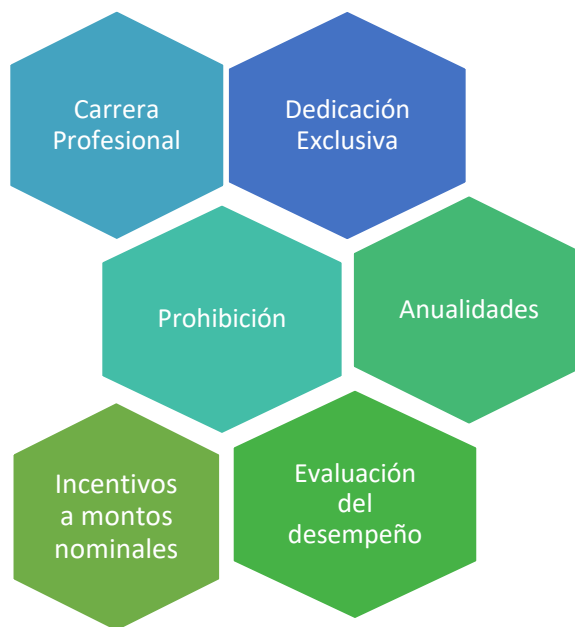 Carrera
Profesional
Dedicación
Exclusiva
Prohibición
Anualidades
Incentivos
a montos
nominales
Evaluación
del
desempeño